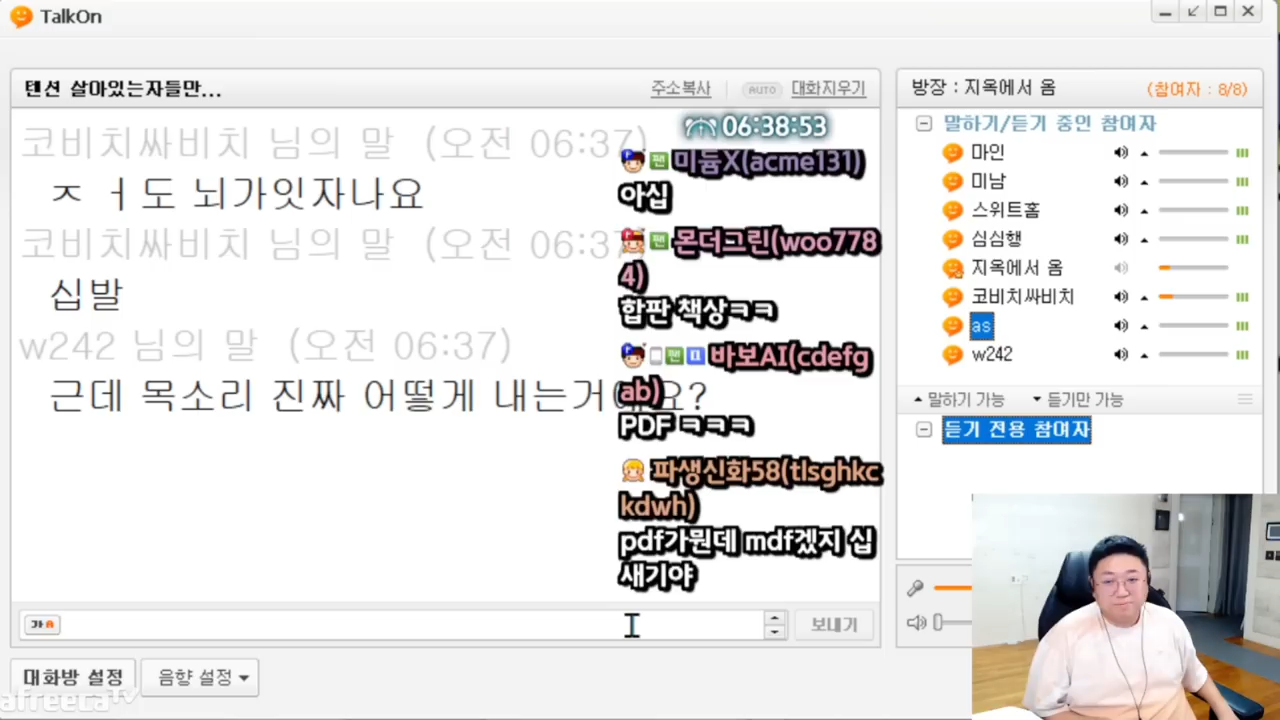 TalkOn
텐션 살아있는자들만...
주소복사
AUTO
대화지우기
06:38:53
코비치싸비치 님의 말 (오전 06:37)
ㅈ ㅓ도 뇌가잇자나요
코비치싸비치 님의 말 (오전 06:37
십발
w242 님의 말 (오전 06:37)
근데 목소리 진짜 어떻게 내는거에요?
팬 미듐X(acme131)
아십
팬 몬더그린(woo778
4)
합판 책상ㅋㅋ
팬 바보AI(cdefg
ab)
PDF ㅋㅋㅋ
파생신화58(tlsghkc
kdwh)
pdf가뭔데 mdf겠지 십
새기야
가
보내기
대화방 설정
음향 설정
afreecaTV
방장 : 지옥에서 옴
(참여자 : 8/8)
말하기/듣기 중인 참여자
마인
미남
스위트홈
심심행
지옥에서 옴
코비치싸비치
as
w242
말하기 가능
듣기만 가능
듣기 전용 참여자